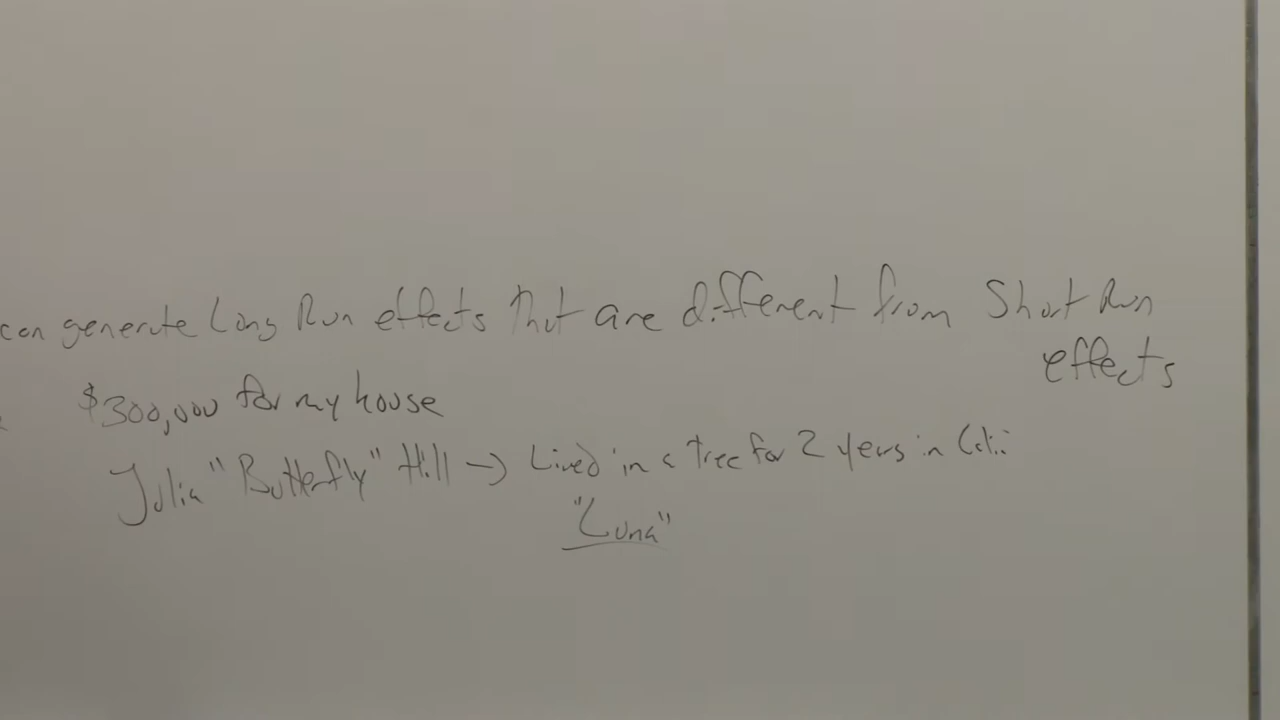 can generate Long Run effects that are different from Short Run
effects
$300,000 for my house
Julia "Butterfly" Hill → Lived in a tree for 2 years in Cali
"Luna"